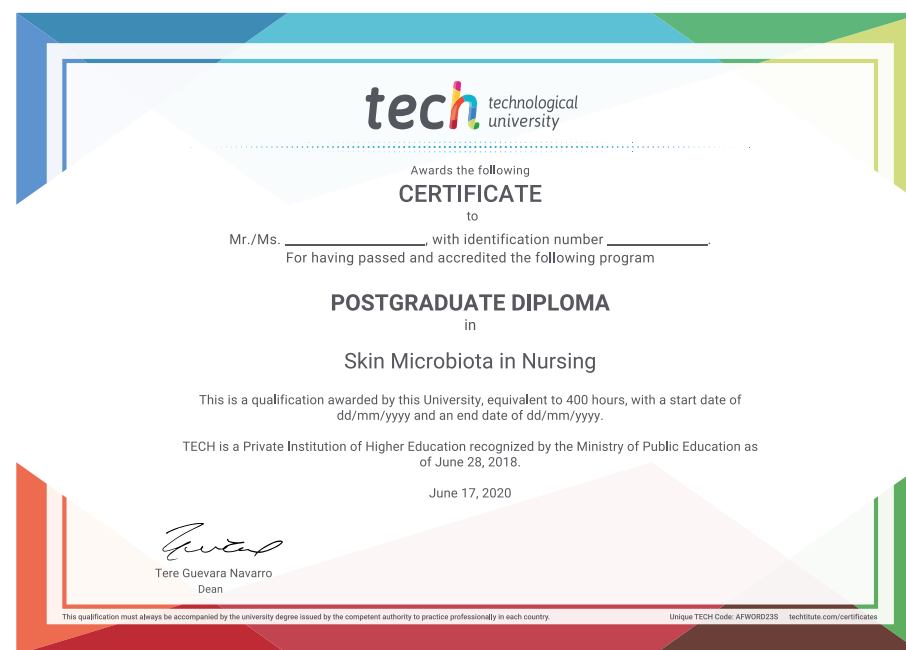 tech technological
university
Awards the following
CERTIFICATE
to
Mr./Ms. ____________________, with identification number ______________.
For having passed and accredited the following program
POSTGRADUATE DIPLOMA
in
Skin Microbiota in Nursing
This is a qualification awarded by this University, equivalent to 400 hours, with a start date of
dd/mm/yyyy and an end date of dd/mm/yyyy.
TECH is a Private Institution of Higher Education recognized by the Ministry of Public Education as
of June 28, 2018.
June 17, 2020
Tere Guevara Navarro
Dean
This qualification must always be accompanied by the university degree issued by the competent authority to practice professionally in each country. Unique TECH Code: AFWORD23S techtitute.com/certificates